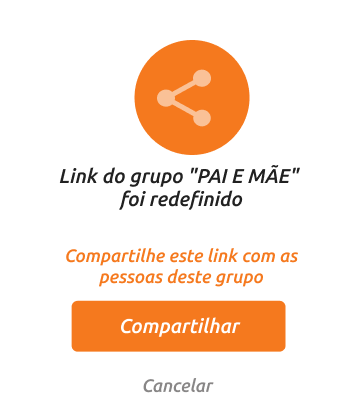 Link do grupo "PAI E MÃE"
foi redefinido
Compartilhe este link com as
pessoas deste grupo
Compartilhar
Cancelar